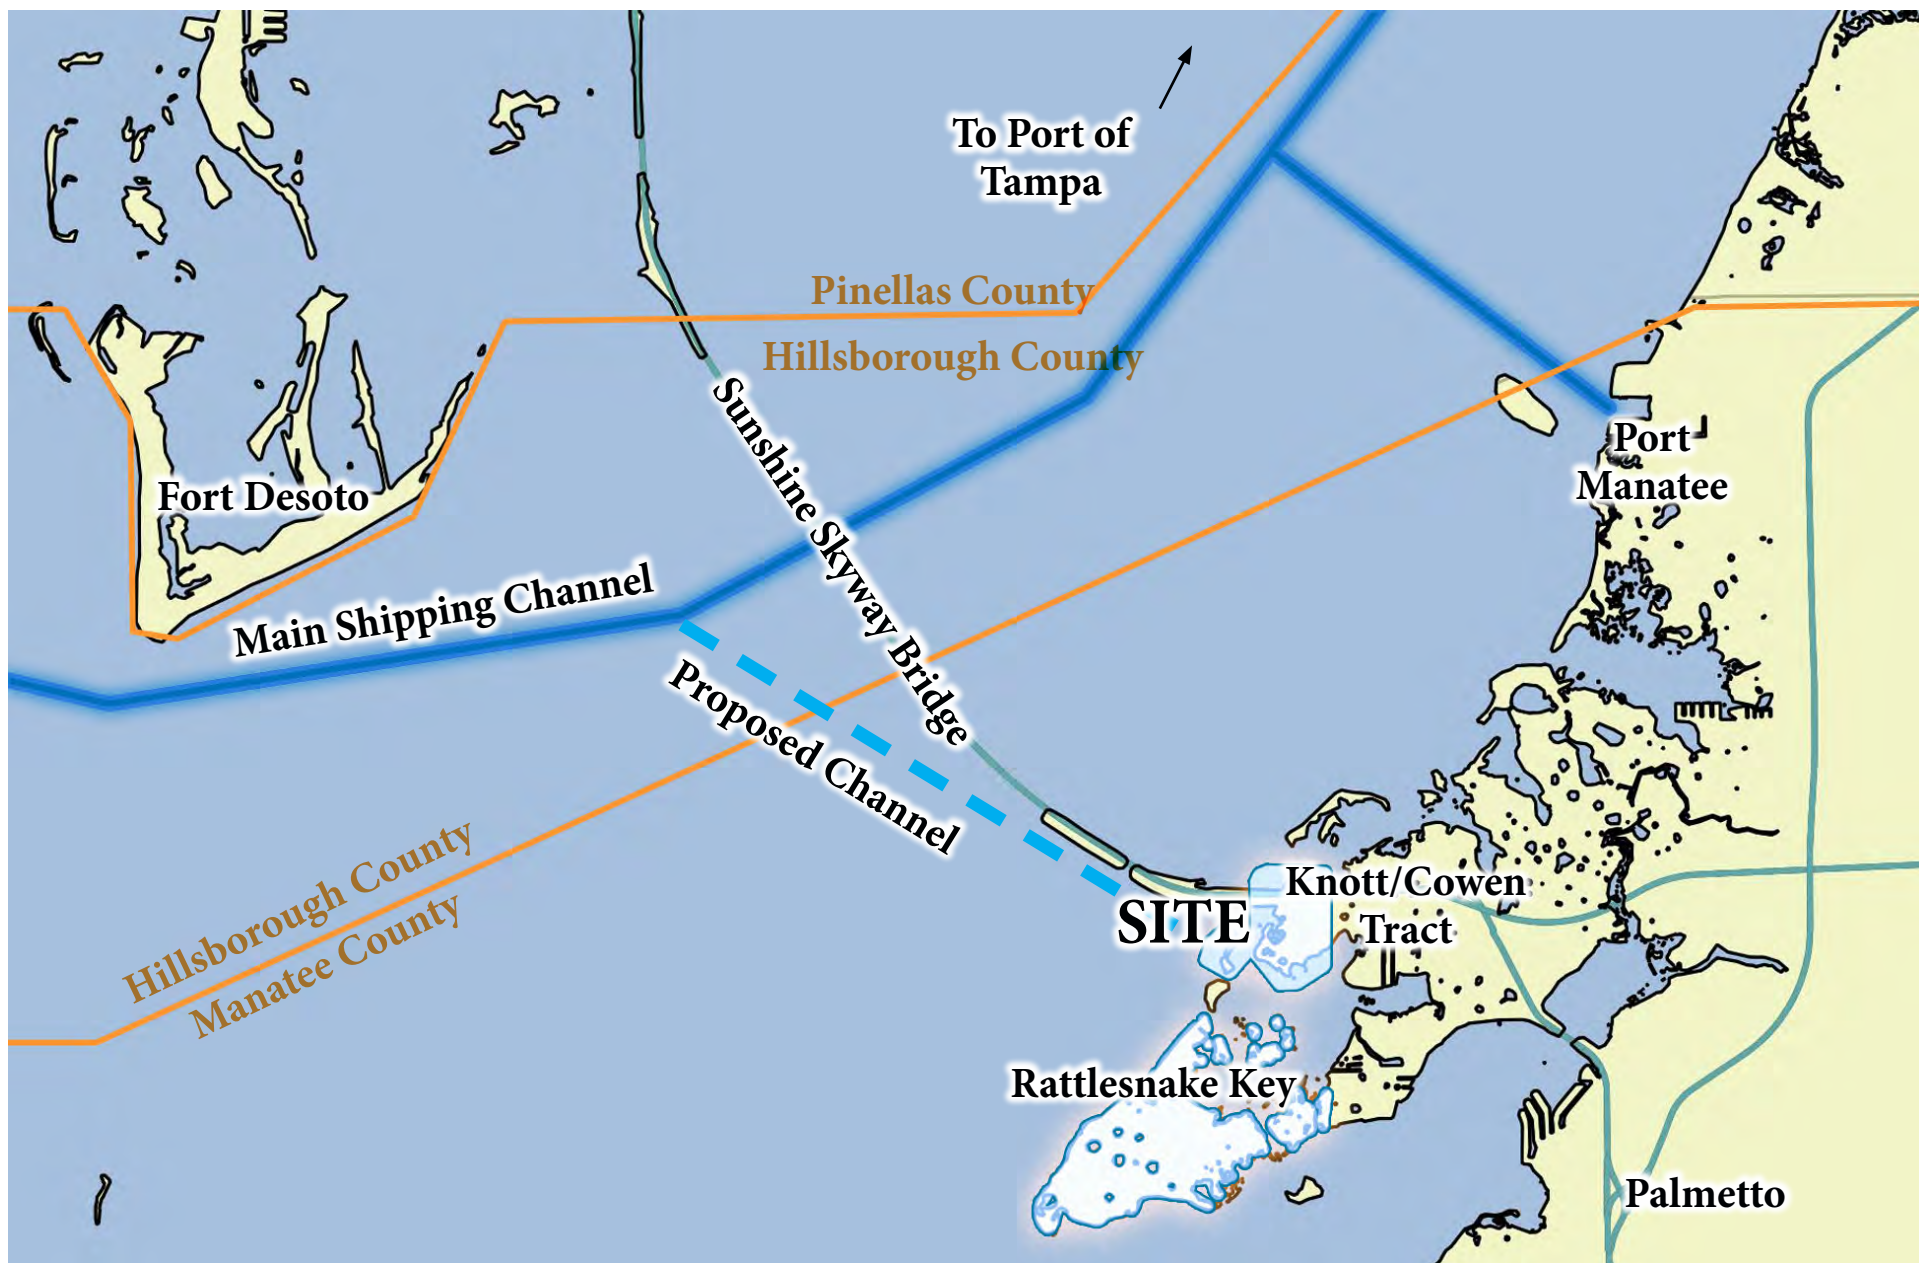 To Port of
Tampa
Pinellas County
Hillsborough County
Sunshine Skyway Bridge
Port
Manatee
Fort Desoto
Main Shipping Channel
Proposed Channel
Hillsborough County
Manatee County
Knott/Cowen
Tract
SITE
Rattlesnake Key
Palmetto